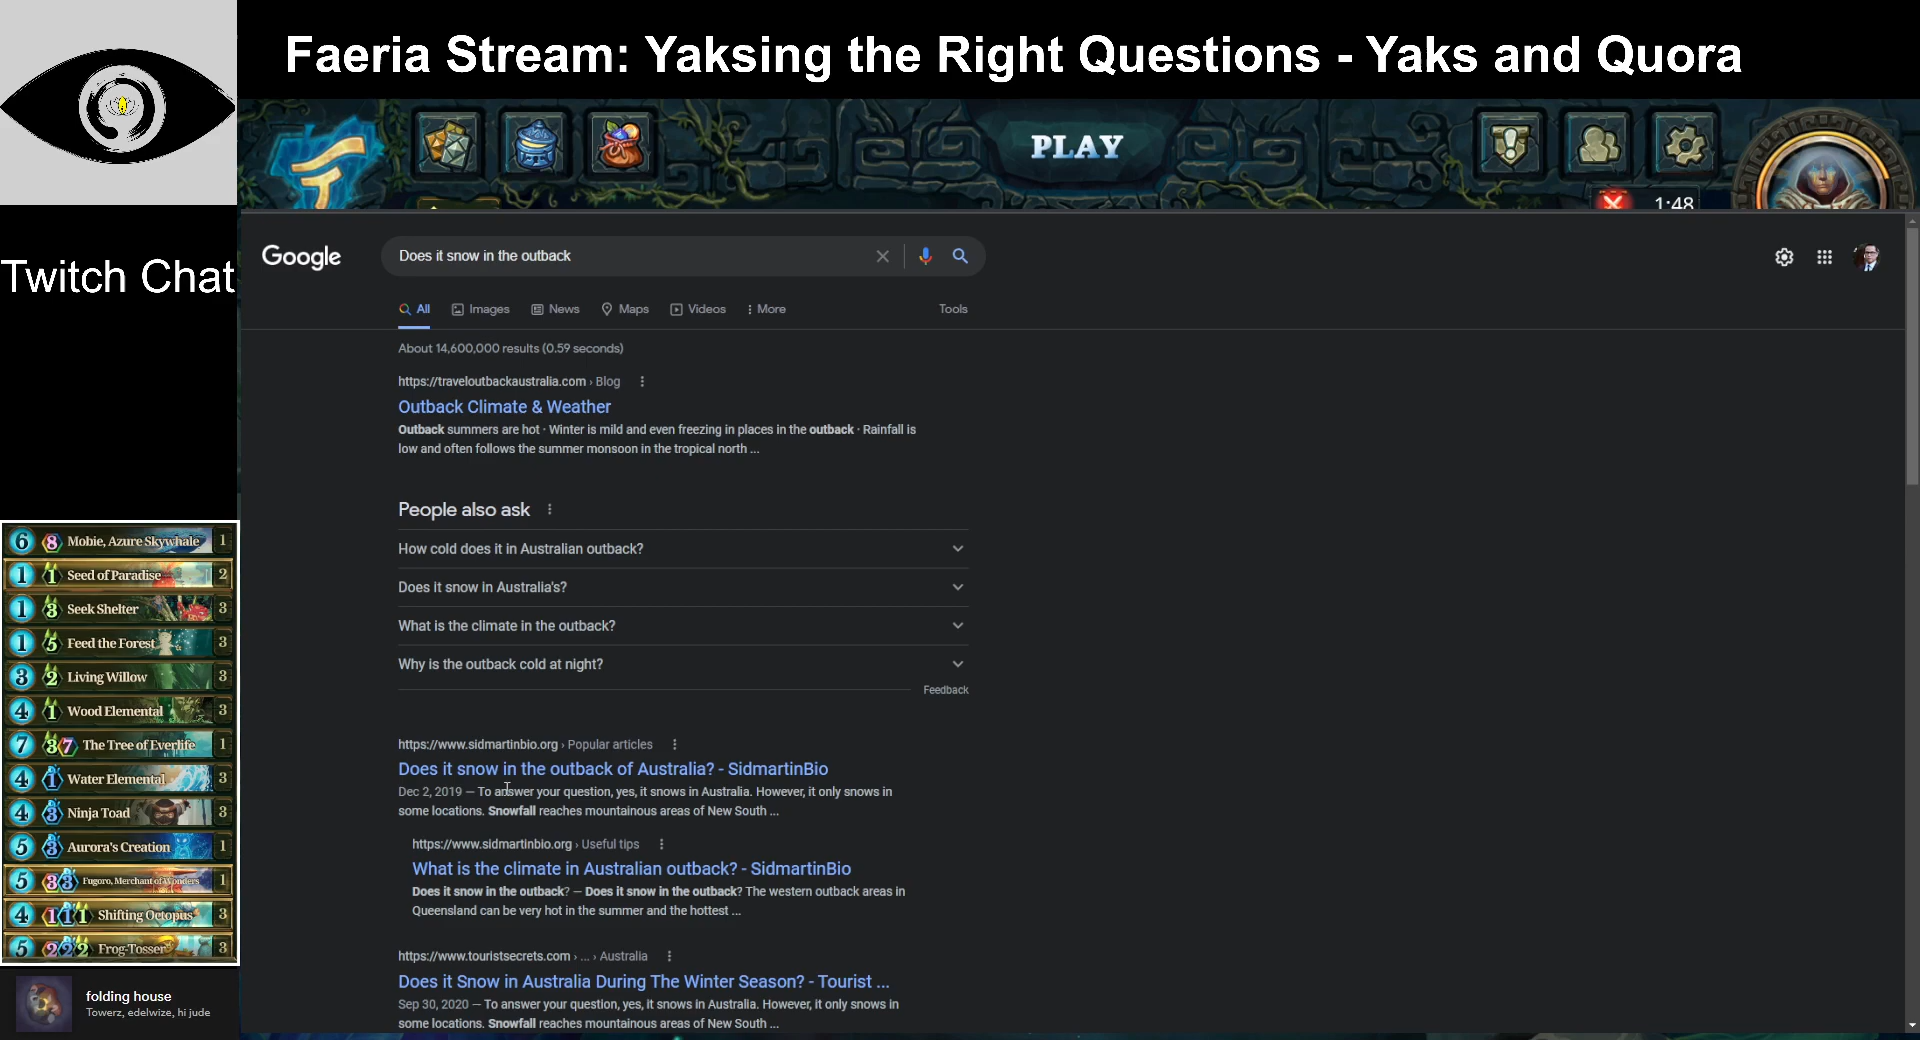 Faeria Stream: Yaksing the Right Questions - Yaks and Quora
PLAY
1:48
Twitch Chat
Google
Does it snow in the outback
All Images News Maps Videos More Tools
About 14,600,000 results (0.59 seconds)
https://traveloutbackaustralia.com › Blog
Outback Climate & Weather
Outback summers are hot · Winter is mild and even freezing in places in the outback · Rainfall is
low and often follows the summer monsoon in the tropical north ...
People also ask
How cold does it in Australian outback?
Does it snow in Australia's?
What is the climate in the outback?
Why is the outback cold at night?
Feedback
https://www.sidmartinbio.org › Popular articles
Does it snow in the outback of Australia? - SidmartinBio
Dec 2, 2019 — To answer your question, yes, it snows in Australia. However, it only snows in
some locations. Snowfall reaches mountainous areas of New South ...
https://www.sidmartinbio.org › Useful tips
What is the climate in Australian outback? - SidmartinBio
Does it snow in the outback? — Does it snow in the outback? The western outback areas in
Queensland can be very hot in the summer and the hottest ...
https://www.touristsecrets.com › ... › Australia
Does it Snow in Australia During The Winter Season? - Tourist ...
Sep 30, 2020 — To answer your question, yes, it snows in Australia. However, it only snows in
some locations. Snowfall reaches mountainous areas of New South ...
6 8 Mobie, Azure Skywhale 1
1 1 Seed of Paradise 2
1 3 Seek Shelter 3
1 5 Feed the Forest 3
3 2 Living Willow 3
4 1 Wood Elemental 3
7 3 7 The Tree of Everlife 1
4 1 Water Elemental 3
4 3 Ninja Toad 3
5 3 Aurora's Creation 1
5 3 3 Fugoro, Merchant of Wonders 1
4 1 1 1 Shifting Octopus 3
5 2 2 2 Frog-Tosser 3
folding house
Towerz, edelwize, hi jude